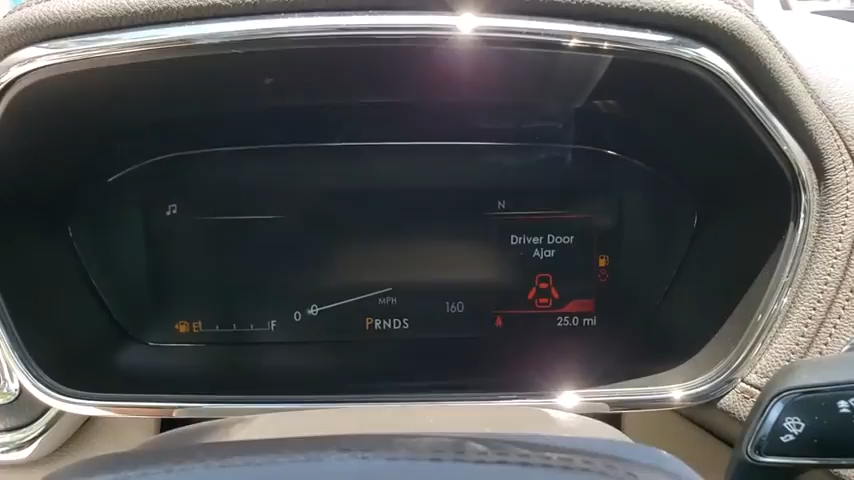 N
Driver Door
Ajar
0
MPH
160
E
F
0
PRNDS
25.0 mi